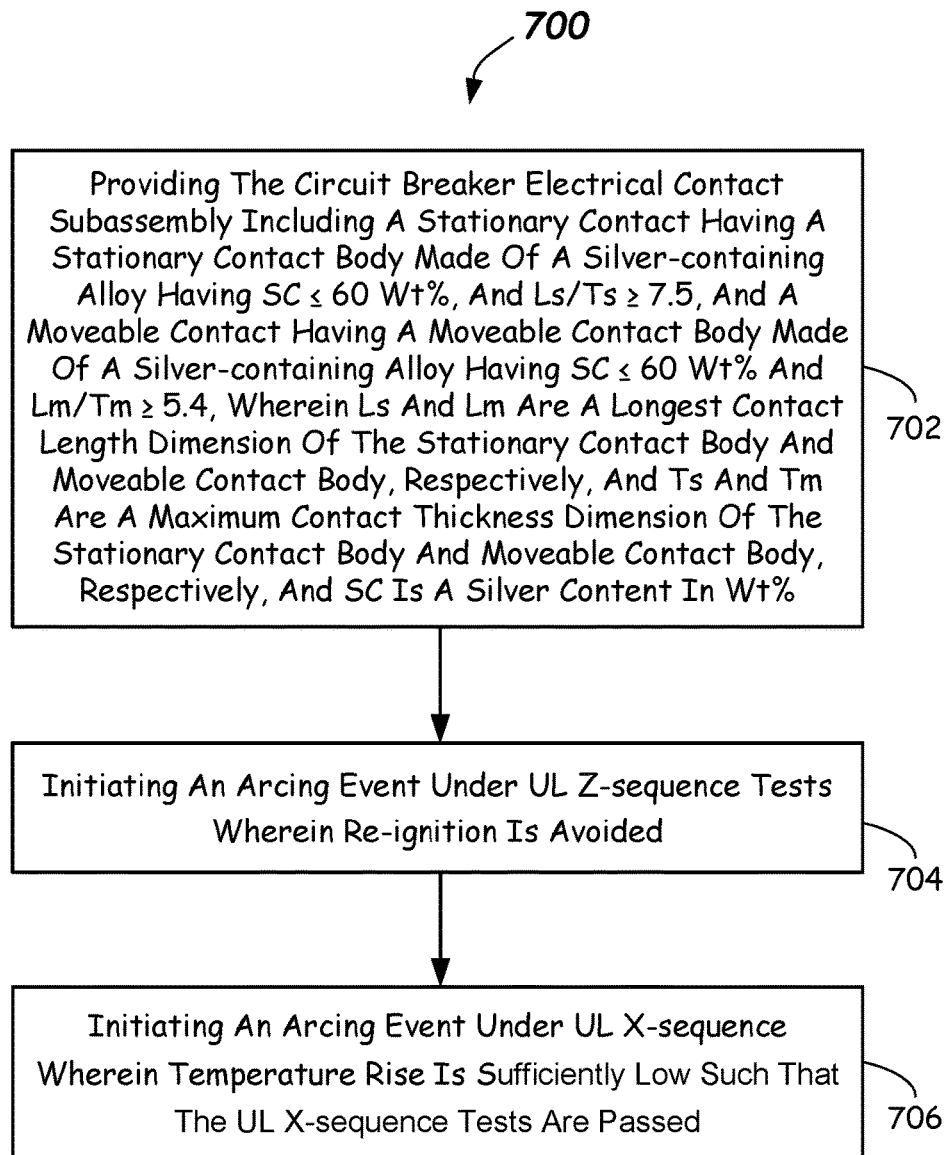 700
Providing The Circuit Breaker Electrical Contact
Subassembly Including A Stationary Contact Having A
Stationary Contact Body Made Of A Silver-containing
Alloy Having SC ≤ 60 Wt%, And Ls/Ts ≥ 7.5, And A
Moveable Contact Having A Moveable Contact Body Made
Of A Silver-containing Alloy Having SC ≤ 60 Wt% And
Lm/Tm ≥ 5.4, Wherein Ls And Lm Are A Longest Contact
Length Dimension Of The Stationary Contact Body And
Moveable Contact Body, Respectively, And Ts And Tm
Are A Maximum Contact Thickness Dimension Of The
Stationary Contact Body And Moveable Contact Body,
Respectively, And SC Is A Silver Content In Wt%
702
Initiating An Arcing Event Under UL Z-sequence Tests
Wherein Re-ignition Is Avoided
704
Initiating An Arcing Event Under UL X-sequence
Wherein Temperature Rise Is Sufficiently Low Such That
The UL X-sequence Tests Are Passed
706